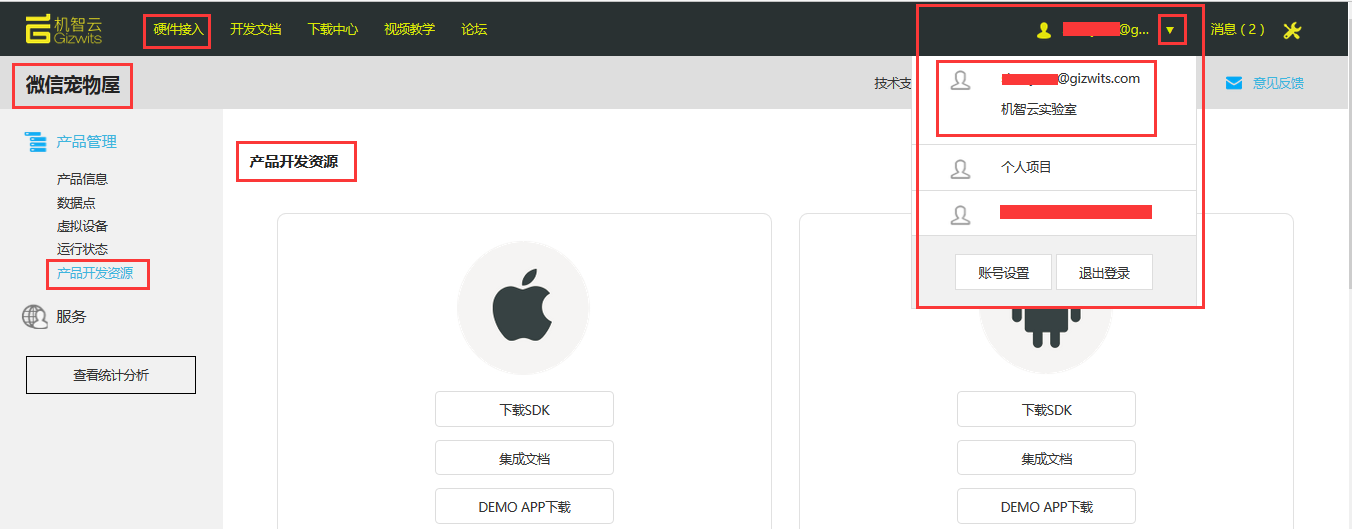 机智云
Gizwits
硬件接入
开发文档
下载中心
视频教学
论坛
@g...
▼
消息 ( 2 )
微信宠物屋
技术支
意见反馈
@gizwits.com
机智云实验室
个人项目
账号设置
退出登录
产品管理
产品信息
数据点
虚拟设备
运行状态
产品开发资源
服务
查看统计分析
产品开发资源
下载SDK
集成文档
DEMO APP下载
下载SDK
集成文档
DEMO APP下载